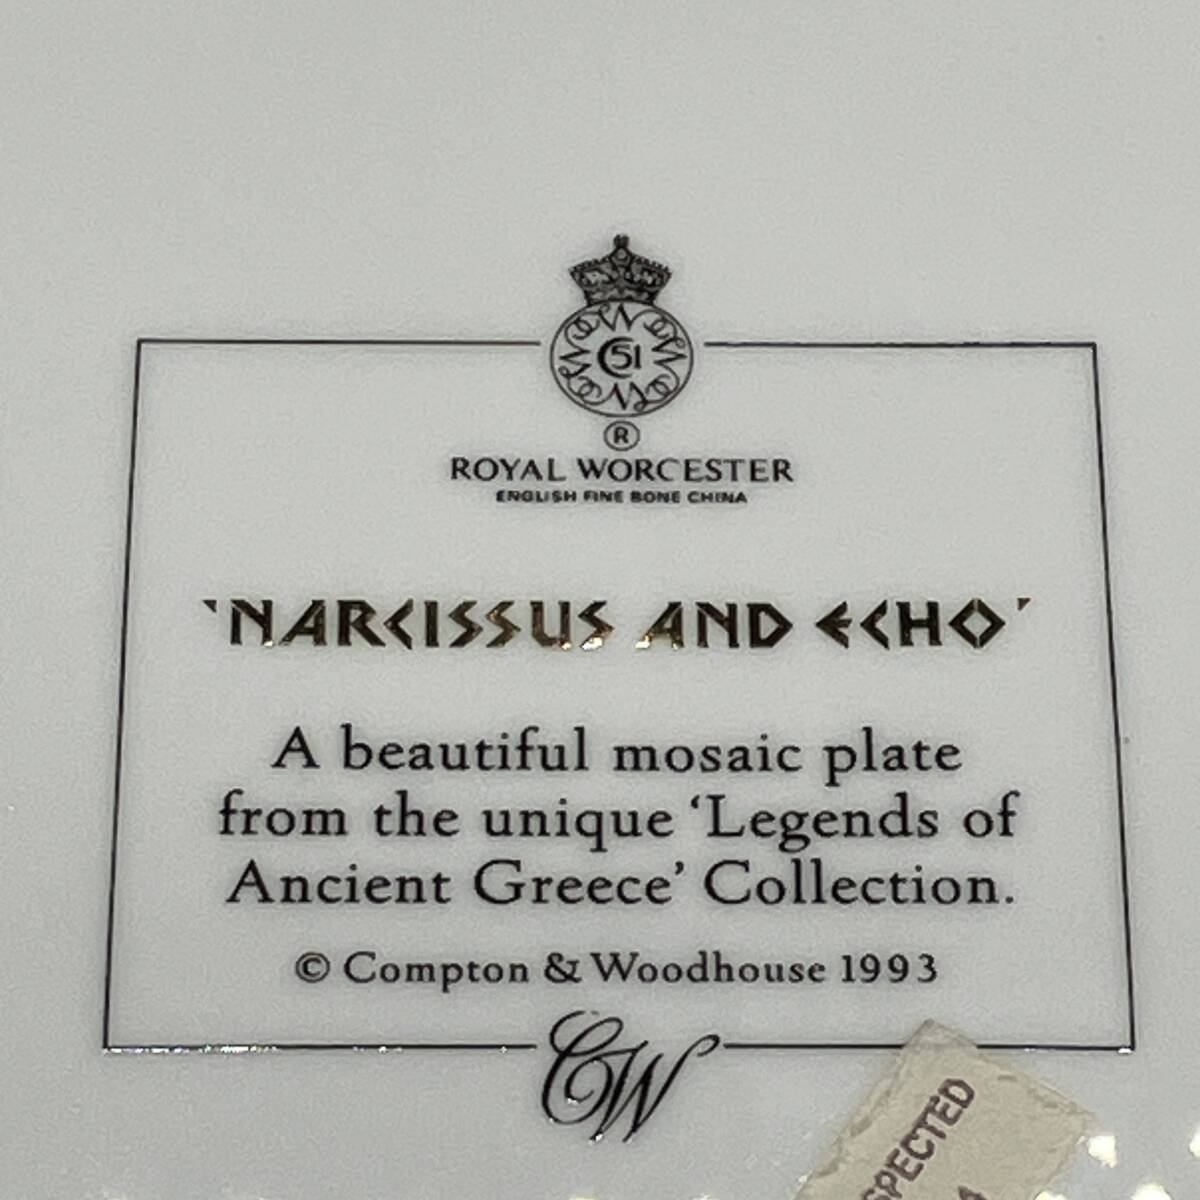 C51
®
ROYAL WORCESTER
ENGLISH FINE BONE CHINA
'NARCISSUS AND ECHO'
A beautiful mosaic plate
from the unique ‘Legends of
Ancient Greece’ Collection.
© Compton & Woodhouse 1993
CW